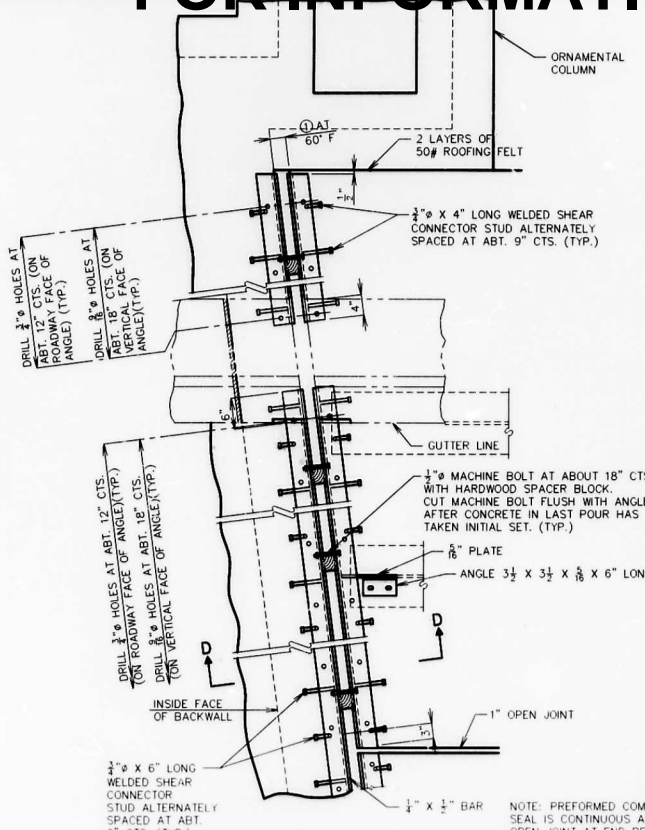 FOR INFORMATI
ORNAMENTAL
COLUMN
① AT
60° F
2 LAYERS OF
50# ROOFING FELT
1/2"
3/4"ø X 4" LONG WELDED SHEAR
CONNECTOR STUD ALTERNATELY
SPACED AT ABT. 9" CTS. (TYP.)
DRILL 3/4"ø HOLES AT
ABT. 12" CTS. (ON
ROADWAY FACE OF
ANGLE) (TYP.)
DRILL 9/16"ø HOLES AT
ABT. 18" CTS. (ON
VERTICAL FACE OF
ANGLE)(TYP.)
4"
6"
GUTTER LINE
1/2"ø MACHINE BOLT AT ABOUT 18" CTS
WITH HARDWOOD SPACER BLOCK.
CUT MACHINE BOLT FLUSH WITH ANGLE
AFTER CONCRETE IN LAST POUR HAS
TAKEN INITIAL SET. (TYP.)
5/16" PLATE
ANGLE 3 1/2 X 3 1/2 X 5/16 X 6" LON
DRILL 3/4"ø HOLES AT ABT. 12" CTS.
(ON ROADWAY FACE OF ANGLE)(TYP.)
DRILL 9/16"ø HOLES AT ABT. 18" CTS.
(ON VERTICAL FACE OF ANGLE)(TYP.)
D
D
INSIDE FACE
OF BACKWALL
3"
1" OPEN JOINT
3/4"ø X 6" LONG
WELDED SHEAR
CONNECTOR
STUD ALTERNATELY
SPACED AT ABT.
1/4" X 1/2" BAR
NOTE: PREFORMED COM
SEAL IS CONTINUOUS A